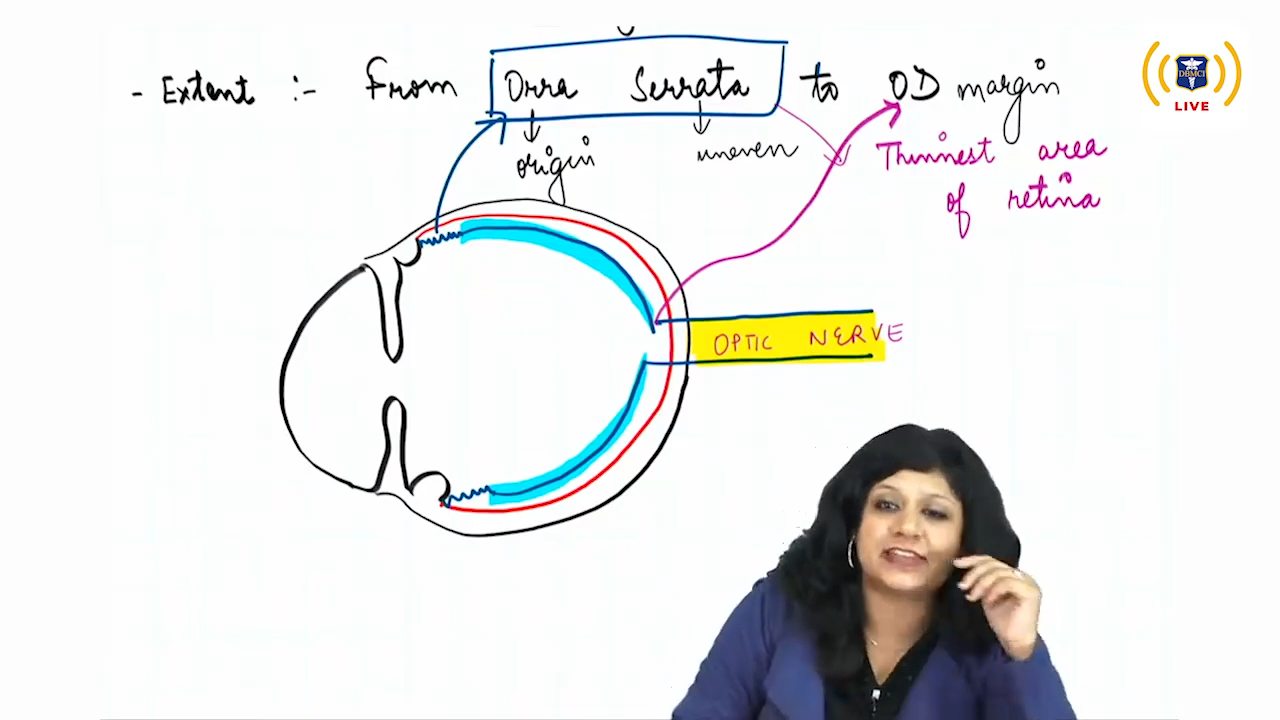 - Extent :- From Orra Serrata to OD margin
origin uneven
Thinnest area
of retina
OPTIC NERVE
DBMCI
LIVE